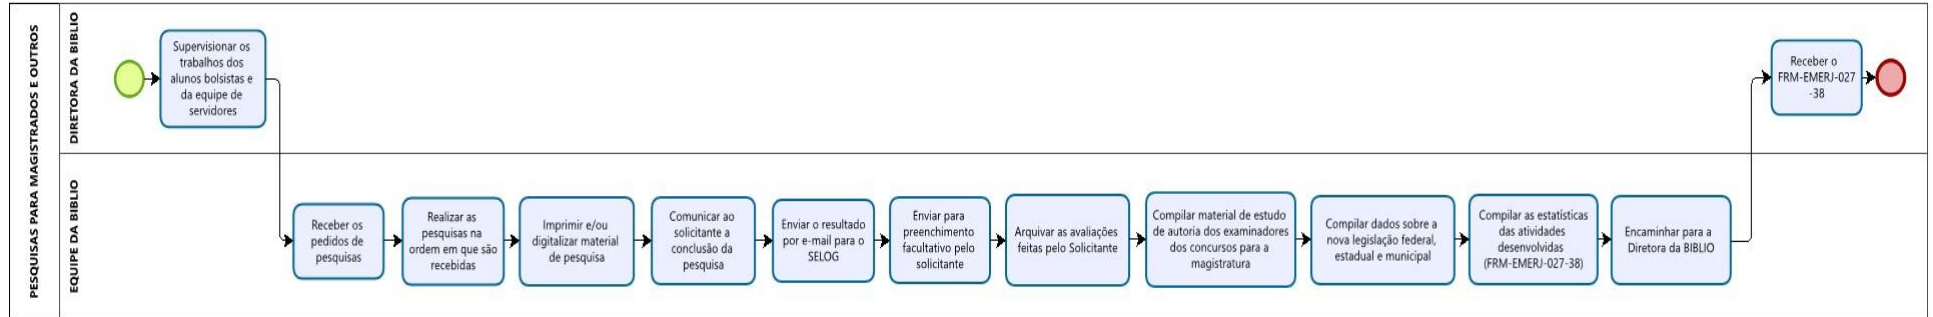 PESQUISAS PARA MAGISTRADOS E OUTROS
DIRETORA DA BIBLIO
Supervisionar os
trabalhos dos
alunos bolsistas e
da equipe de
servidores
Receber o
FRM-EMERJ-027
-38
EQUIPE DA BIBLIO
Receber os
pedidos de
pesquisas
Realizar as
pesquisas na
ordem em que são
recebidas
Imprimir e/ou
digitalizar material
de pesquisa
Comunicar ao
solicitante a
conclusão da
pesquisa
Enviar o resultado
por e-mail para o
SELOG
Enviar para
preenchimento
facultativo pelo
solicitante
Arquivar as avaliações
feitas pelo Solicitante
Compilar material de estudo
de autoria dos examinadores
dos concursos para a
magistratura
Compilar dados sobre a
nova legislação federal,
estadual e municipal
Compilar as estatísticas
das atividades
desenvolvidas
(FRM-EMERJ-027-38)
Encaminhar para a
Diretora da BIBLIO